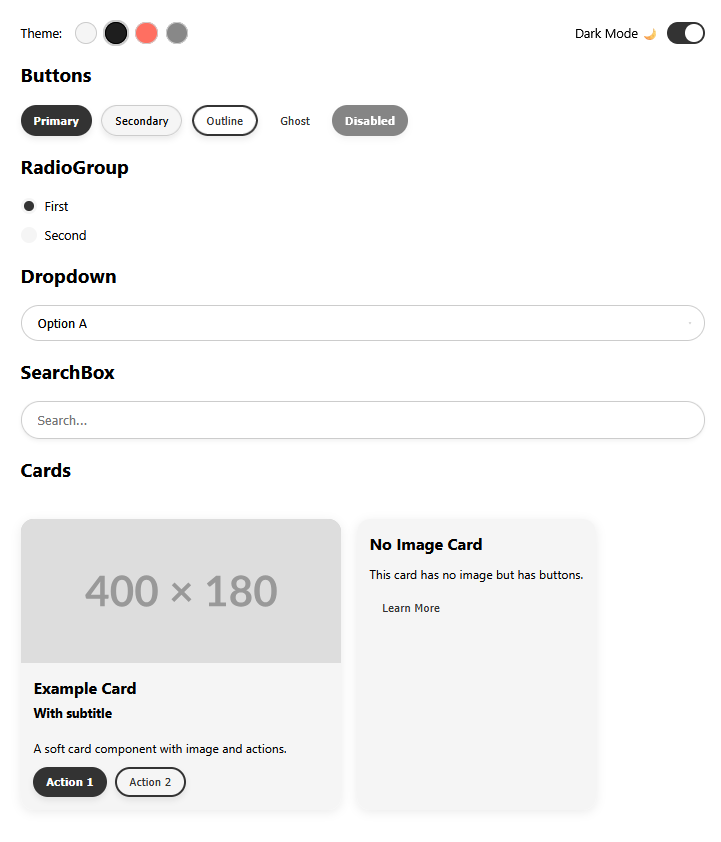 Theme:
Dark Mode 🌙
Buttons
Primary
Secondary
Outline
Ghost
Disabled
RadioGroup
First
Second
Dropdown
Option A
SearchBox
Search...
Cards
400 × 180
Example Card
With subtitle
A soft card component with image and actions.
Action 1
Action 2
No Image Card
This card has no image but has buttons.
Learn More